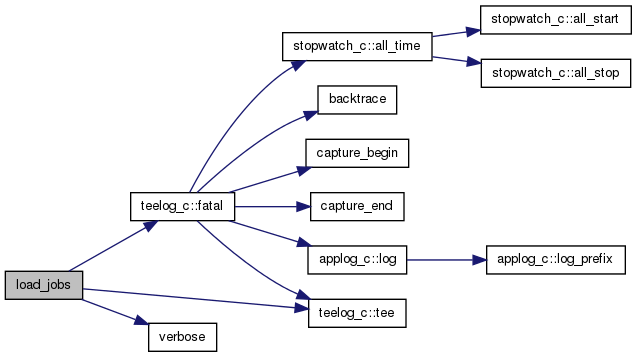 stopwatch_c::all_start
stopwatch_c::all_time
stopwatch_c::all_stop
backtrace
capture_begin
teelog_c::fatal
capture_end
applog_c::log
applog_c::log_prefix
load_jobs
teelog_c::tee
verbose